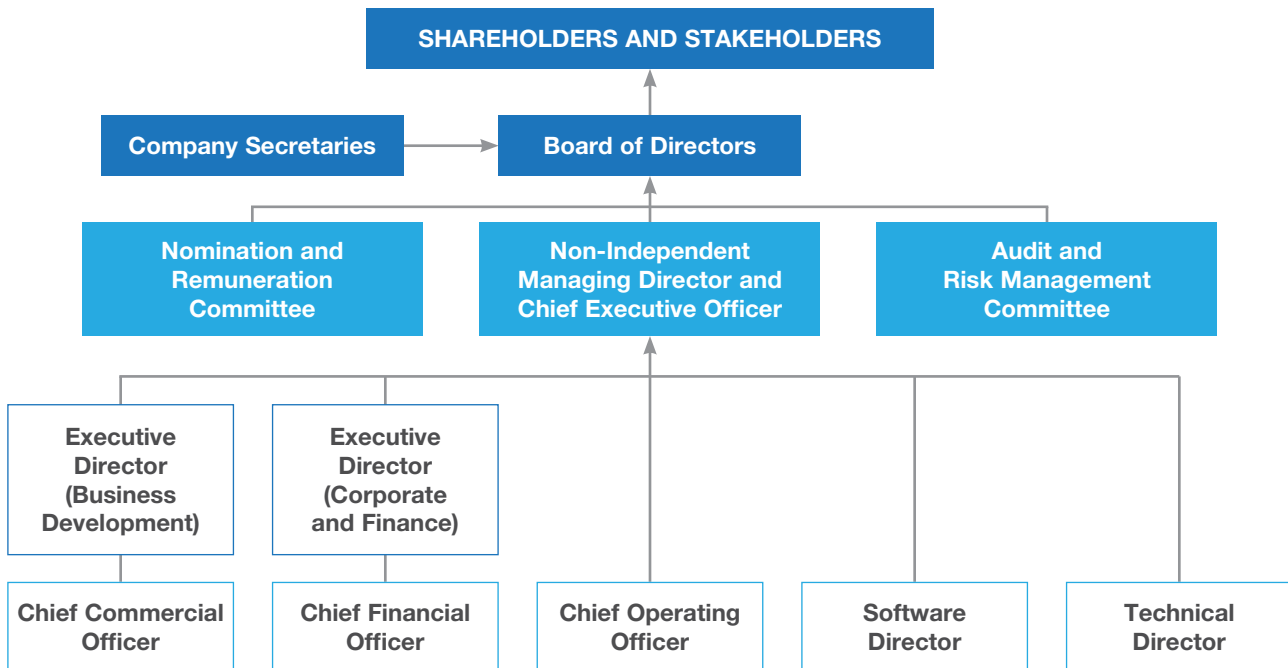 SHAREHOLDERS AND STAKEHOLDERS
Company Secretaries
Board of Directors
Nomination and
Remuneration
Committee
Non-Independent
Managing Director and
Chief Executive Officer
Audit and
Risk Management
Committee
Executive
Director
(Business
Development)
Executive
Director
(Corporate
and Finance)
Chief Commercial
Officer
Chief Financial
Officer
Chief Operating
Officer
Software
Director
Technical
Director